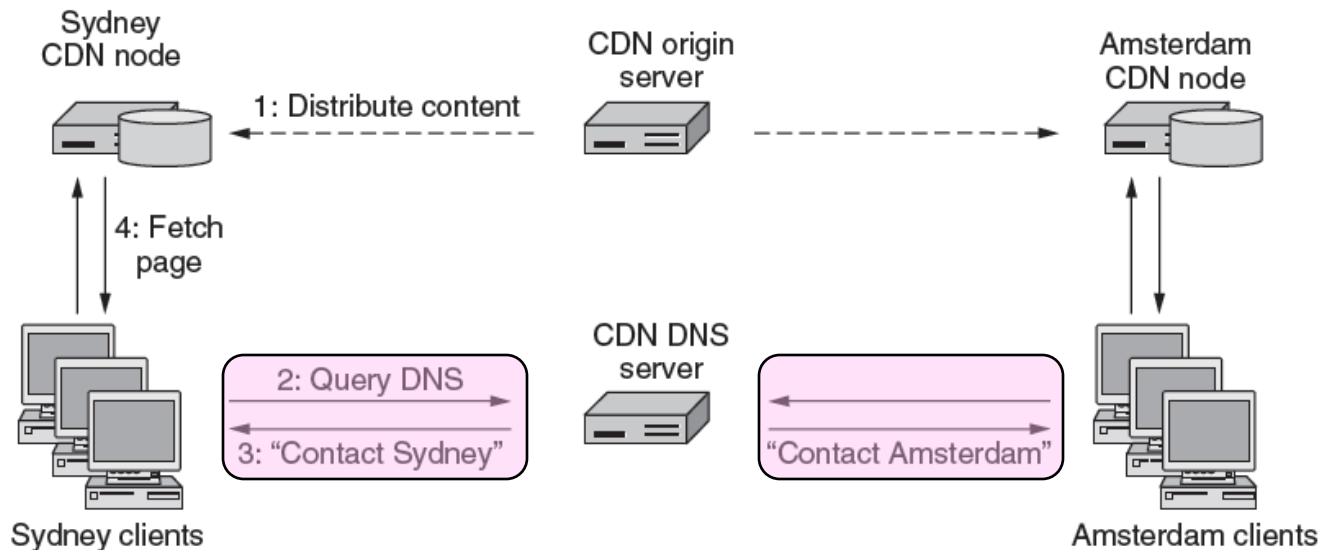 Sydney
CDN node
CDN origin
server
Amsterdam
CDN node
1: Distribute content
4: Fetch
page
CDN DNS
server
2: Query DNS
3: “Contact Sydney”
“Contact Amsterdam”
Sydney clients
Amsterdam clients